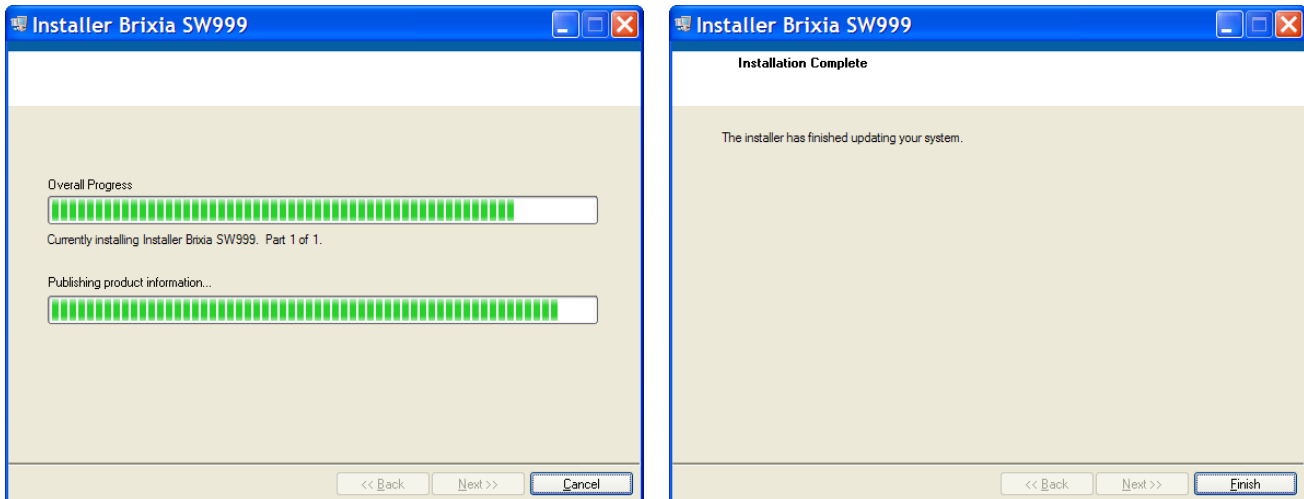 Installer Brixia SW999
Overall Progress
Currently installing Installer Brixia SW999. Part 1 of 1.
Publishing product information...
<< Back
Next >>
Cancel
Installer Brixia SW999
Installation Complete
The installer has finished updating your system.
<< Back
Next >>
Finish